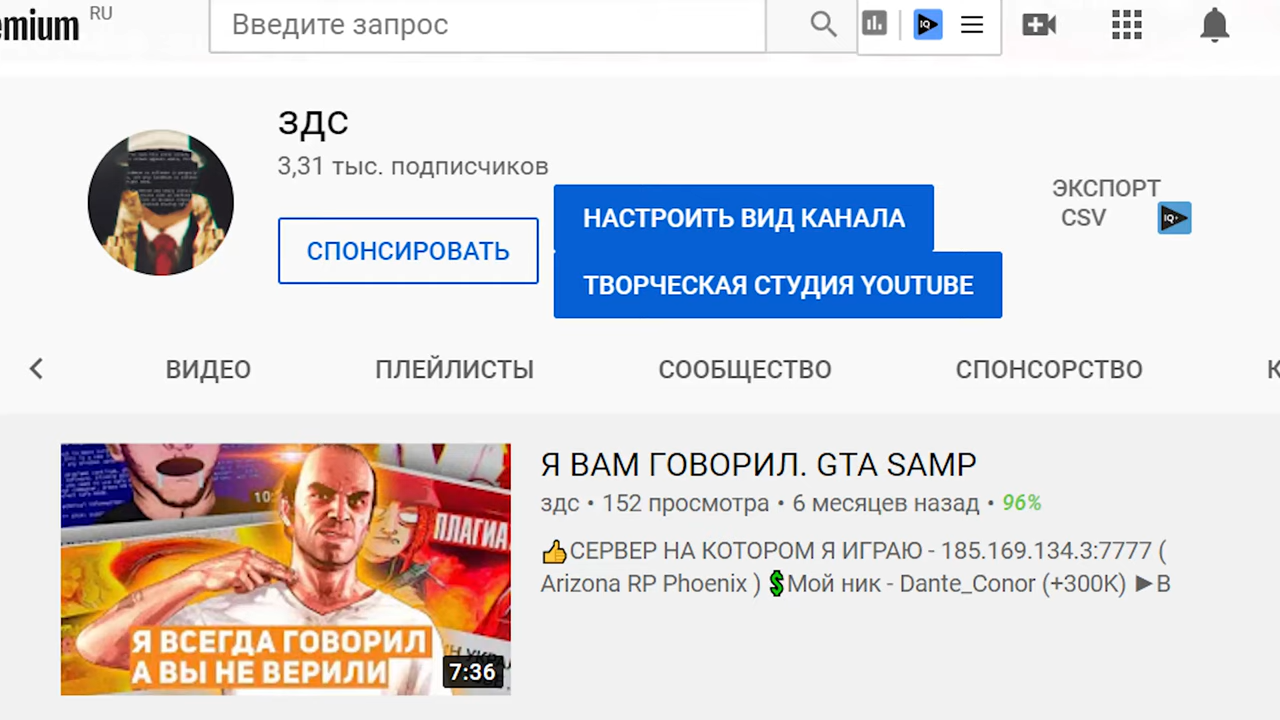 emium RU
Введите запрос
IQ
здс
3,31 тыс. подписчиков
СПОНСИРОВАТЬ
НАСТРОИТЬ ВИД КАНАЛА
ТВОРЧЕСКАЯ СТУДИЯ YOUTUBE
ЭКСПОРТ
CSV
IQ+
ВИДЕО
ПЛЕЙЛИСТЫ
СООБЩЕСТВО
СПОНСОРСТВО
К
ПЛАГИА
Я ВСЕГДА ГОВОРИЛ
А ВЫ НЕ ВЕРИЛИ
7:36
Я ВАМ ГОВОРИЛ. GTA SAMP
здс • 152 просмотра • 6 месяцев назад • 96%
👍СЕРВЕР НА КОТОРОМ Я ИГРАЮ - 185.169.134.3:7777 (
Arizona RP Phoenix ) 💲Мой ник - Dante_Conor (+300K) ►В